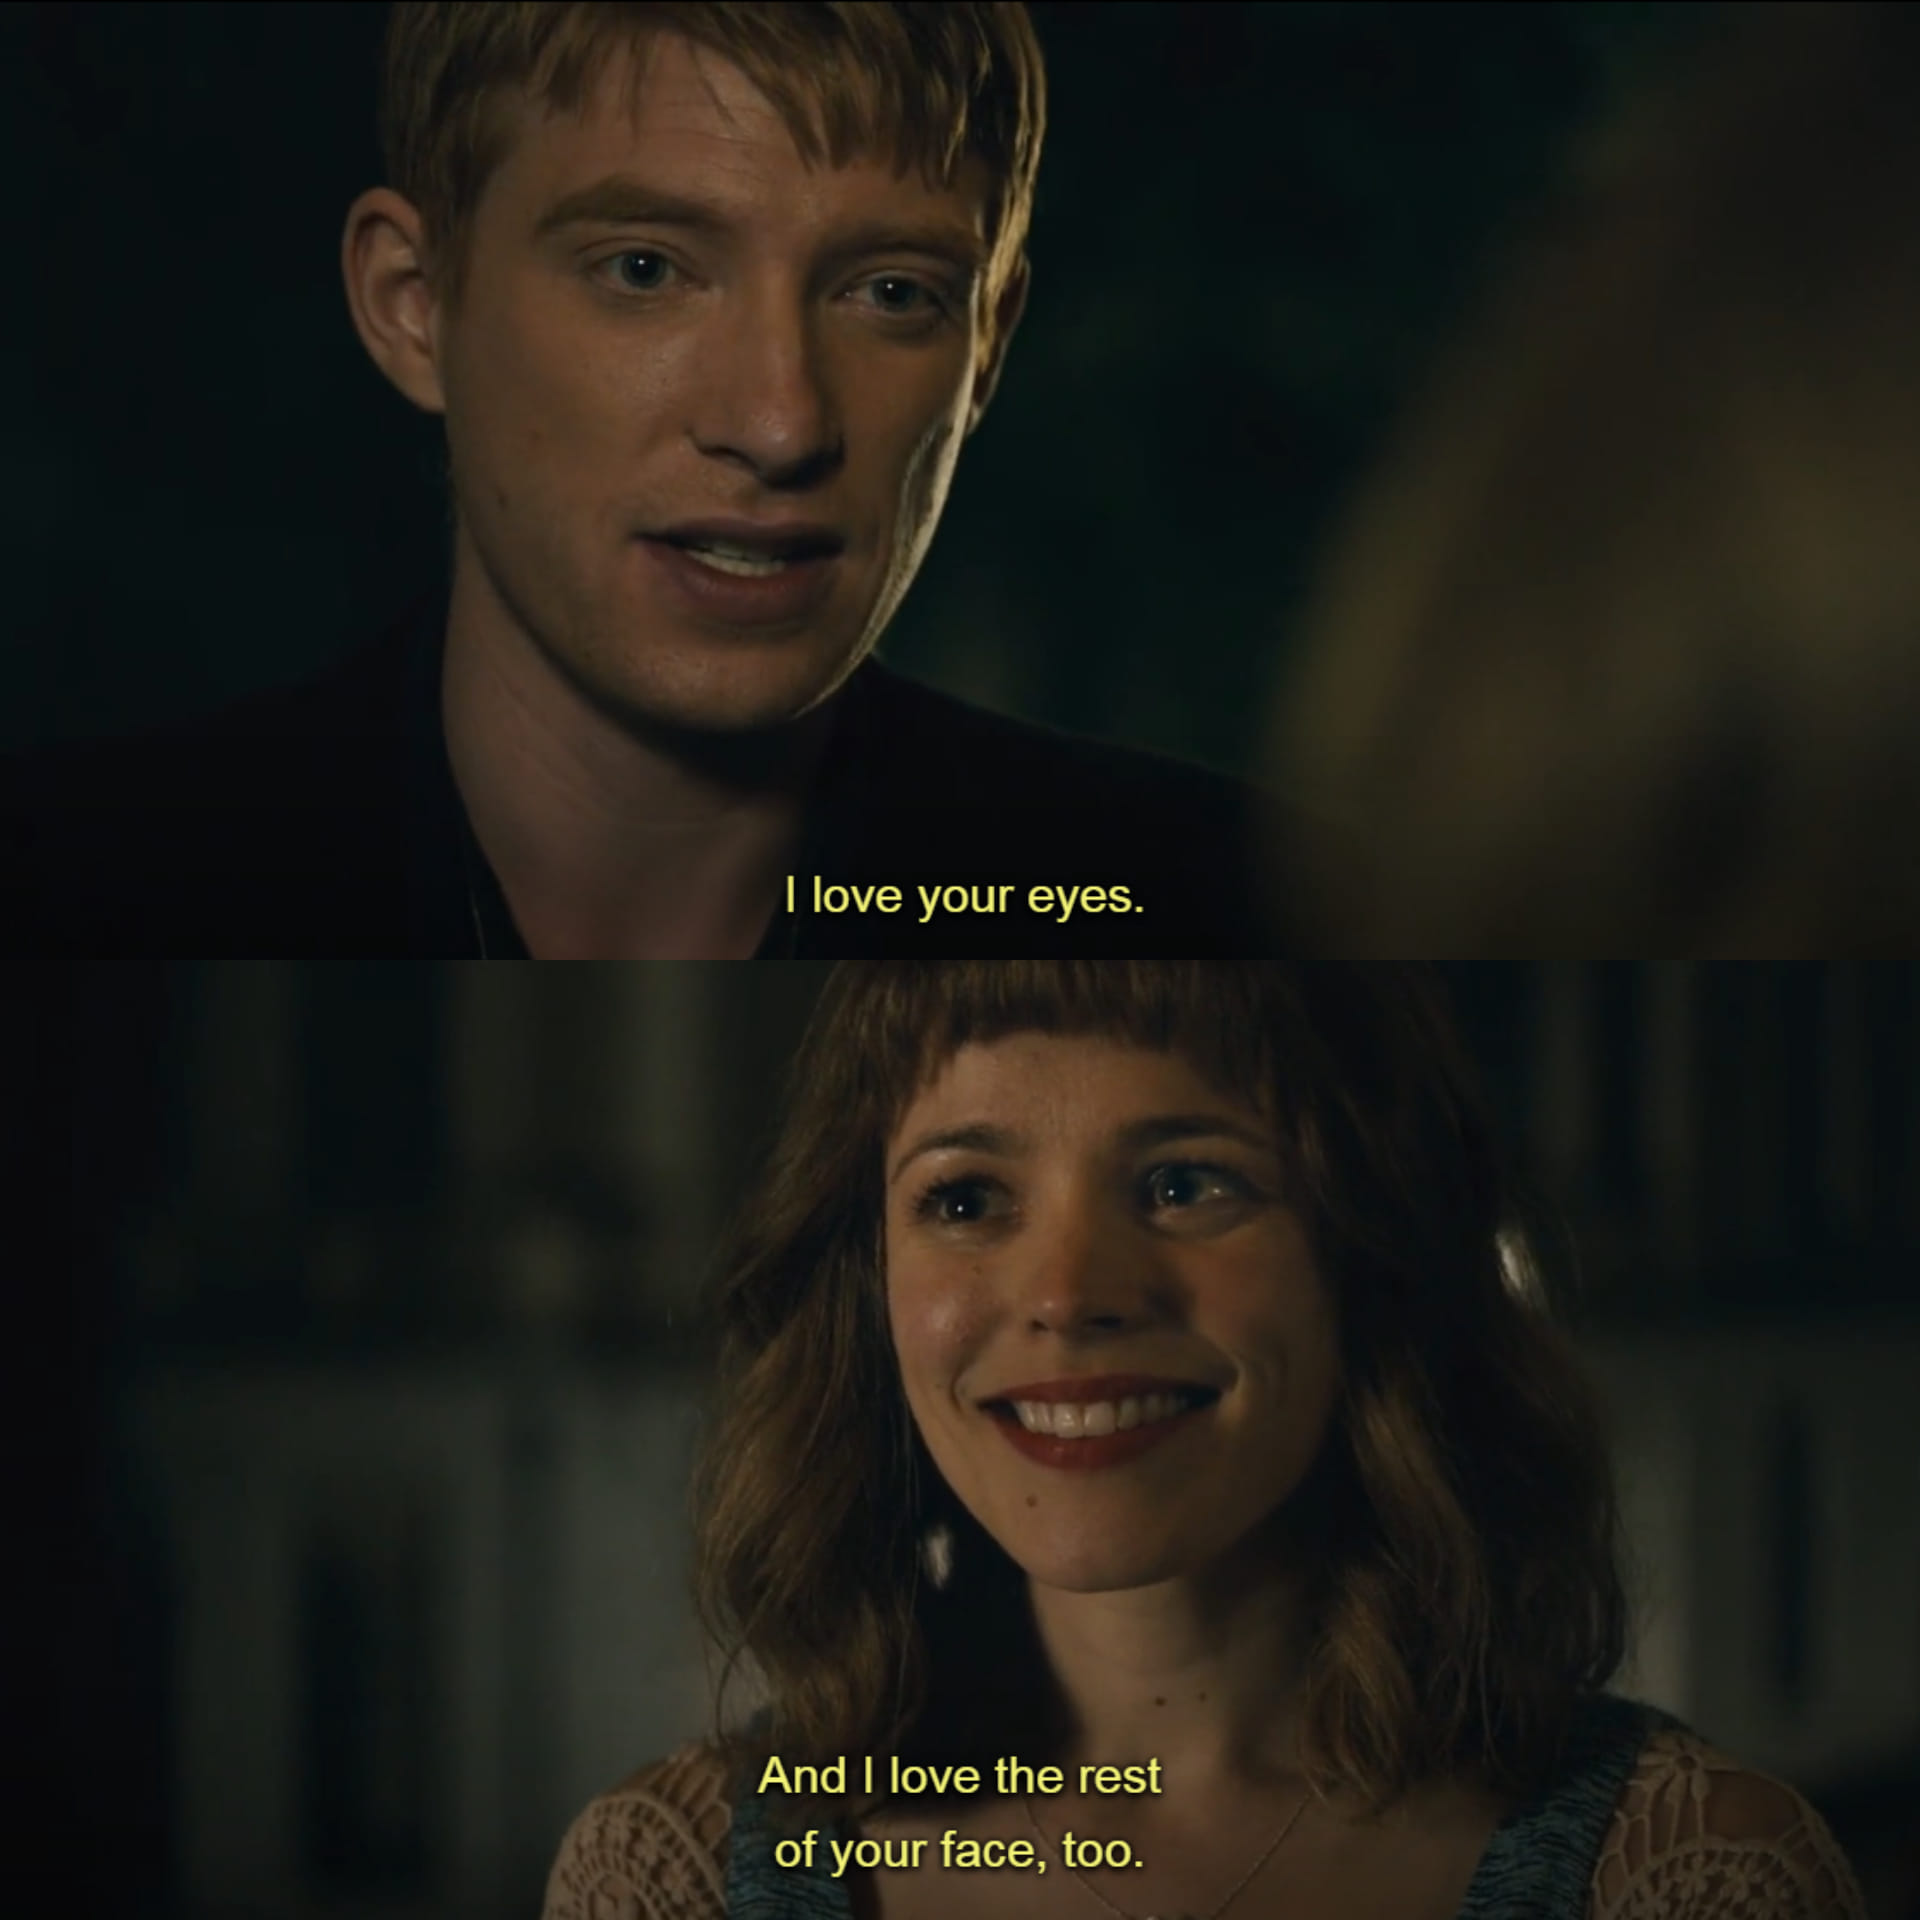 I love your eyes.
And I love the rest
of your face, too.